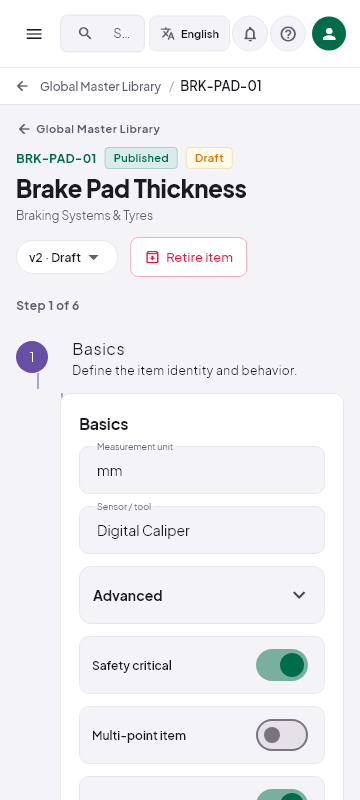 S...
English
Global Master Library / BRK-PAD-01
Global Master Library
BRK-PAD-01 Published Draft
Brake Pad Thickness
Braking Systems & Tyres
v2 · Draft
Retire item
Step 1 of 6
1
Basics
Define the item identity and behavior.
Basics
Measurement unit
mm
Sensor / tool
Digital Caliper
Advanced
Safety critical
Multi-point item